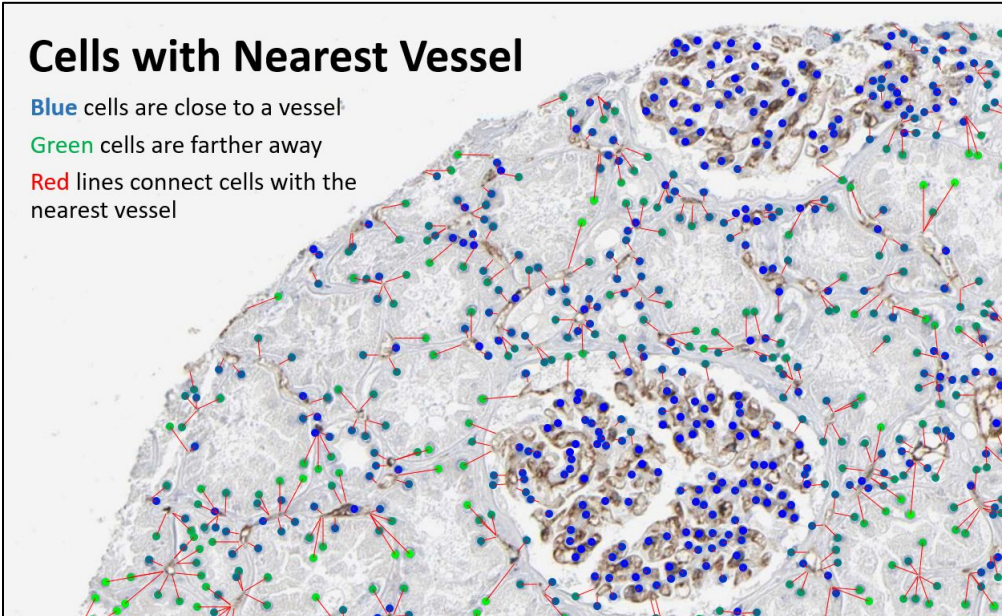 Cells with Nearest Vessel
Blue cells are close to a vessel
Green cells are farther away
Red lines connect cells with the
nearest vessel